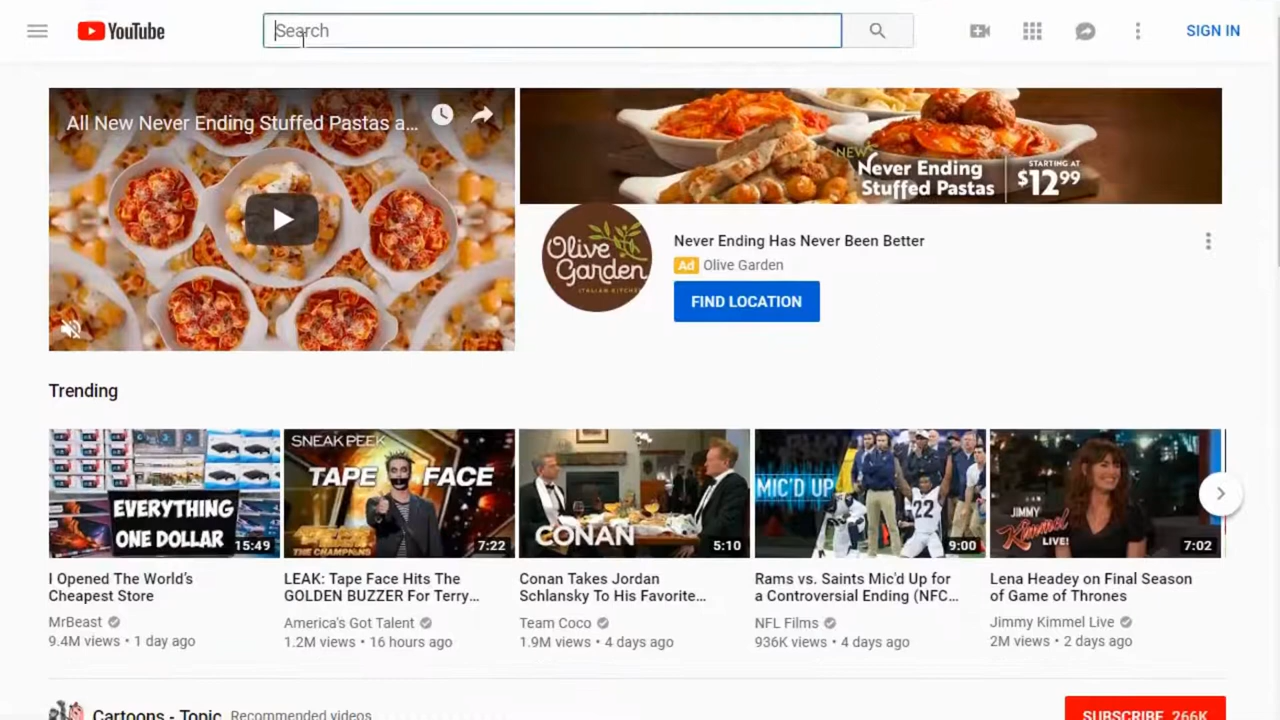 YouTube
Search
SIGN IN
All New Never Ending Stuffed Pastas a...
NEW
Never Ending
Stuffed Pastas
STARTING AT
$12.99
Olive
Garden
ITALIAN KITCHEN
Never Ending Has Never Been Better
Ad Olive Garden
FIND LOCATION
Trending
EVERYTHING
ONE DOLLAR
15:49
SNEAK PEEK
TAPE FACE
THE CHAMPIONS
7:22
CONAN
5:10
MIC'D UP
22
9:00
JIMMY
Kimmel
LIVE!
7:02
I Opened The World's
Cheapest Store
MrBeast
9.4M views • 1 day ago
LEAK: Tape Face Hits The
GOLDEN BUZZER For Terry...
America's Got Talent
1.2M views • 16 hours ago
Conan Takes Jordan
Schlansky To His Favorite...
Team Coco
1.9M views • 4 days ago
Rams vs. Saints Mic'd Up for
a Controversial Ending (NFC...
NFL Films
936K views • 4 days ago
Lena Headey on Final Season
of Game of Thrones
Jimmy Kimmel Live
2M views • 2 days ago
Cartoons - Topic Recommended videos
SUBSCRIBE 266K